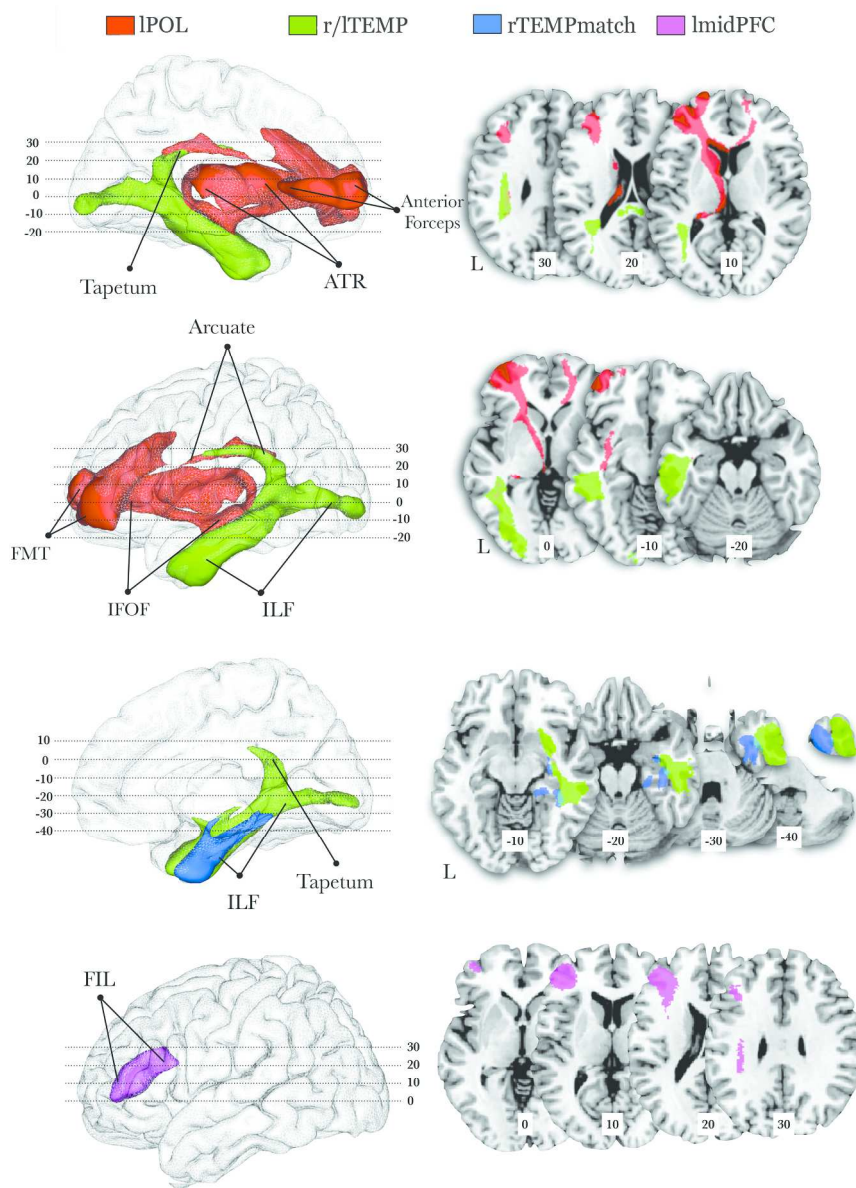 lPOL r/lTEMP rTEMPmatch lmidPFC
30
20
10
0
-10
-20
Anterior
Forceps
Tapetum
ATR
L
30 20 10
Arcuate
30
20
10
0
-10
-20
FMT
IFOF
ILF
L
0 -10 -20
10
0
-10
-20
-30
-40
Tapetum
ILF
L
-10 -20 -30 -40
FIL
30
20
10
0
0 10 20 30